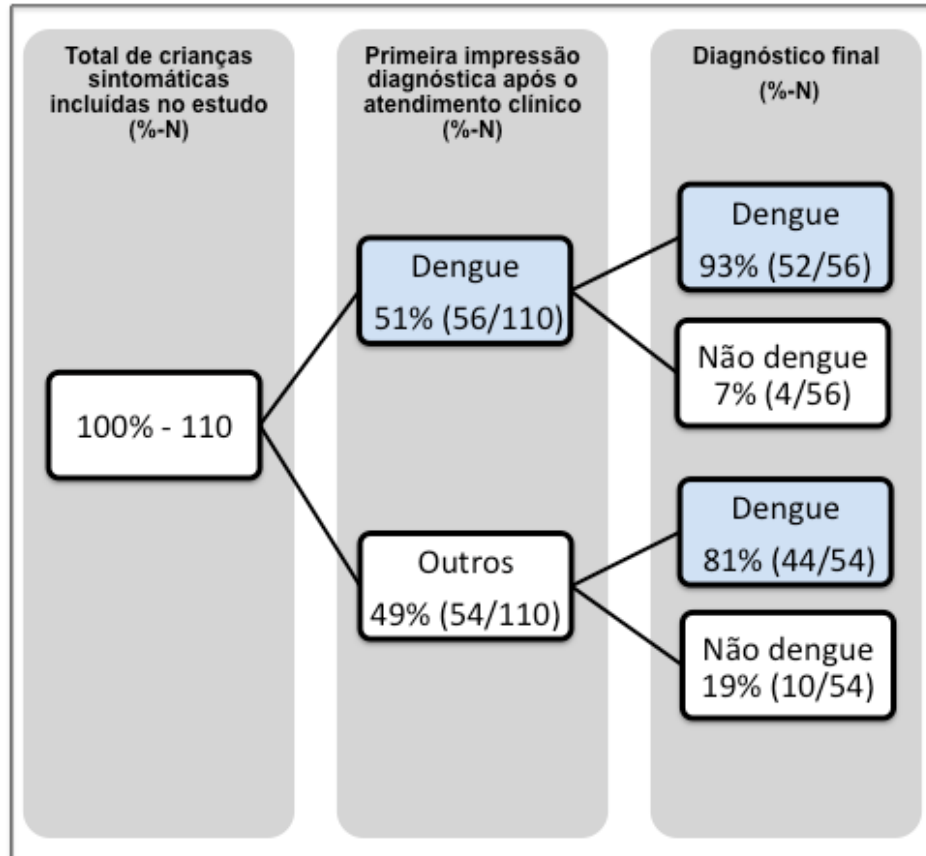 Total de crianças
sintomáticas
incluídas no estudo
(%-N)
Primeira impressão
diagnóstica após o
atendimento clínico
(%-N)
Diagnóstico final
(%-N)
100% - 110
Dengue
51% (56/110)
Outros
49% (54/110)
Dengue
93% (52/56)
Não dengue
7% (4/56)
Dengue
81% (44/54)
Não dengue
19% (10/54)